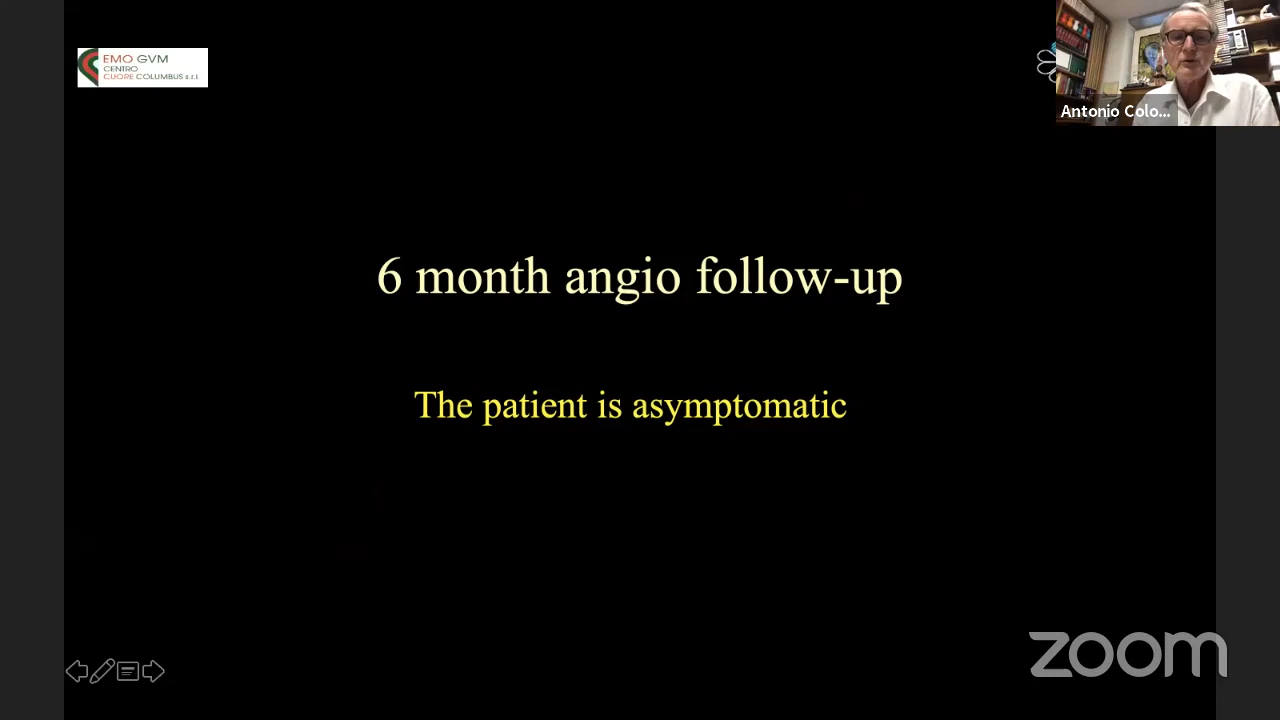 EMO GVM
CENTRO
CUORE COLUMBUS s.r.l.
Antonio Colo...
6 month angio follow-up
The patient is asymptomatic
zoom